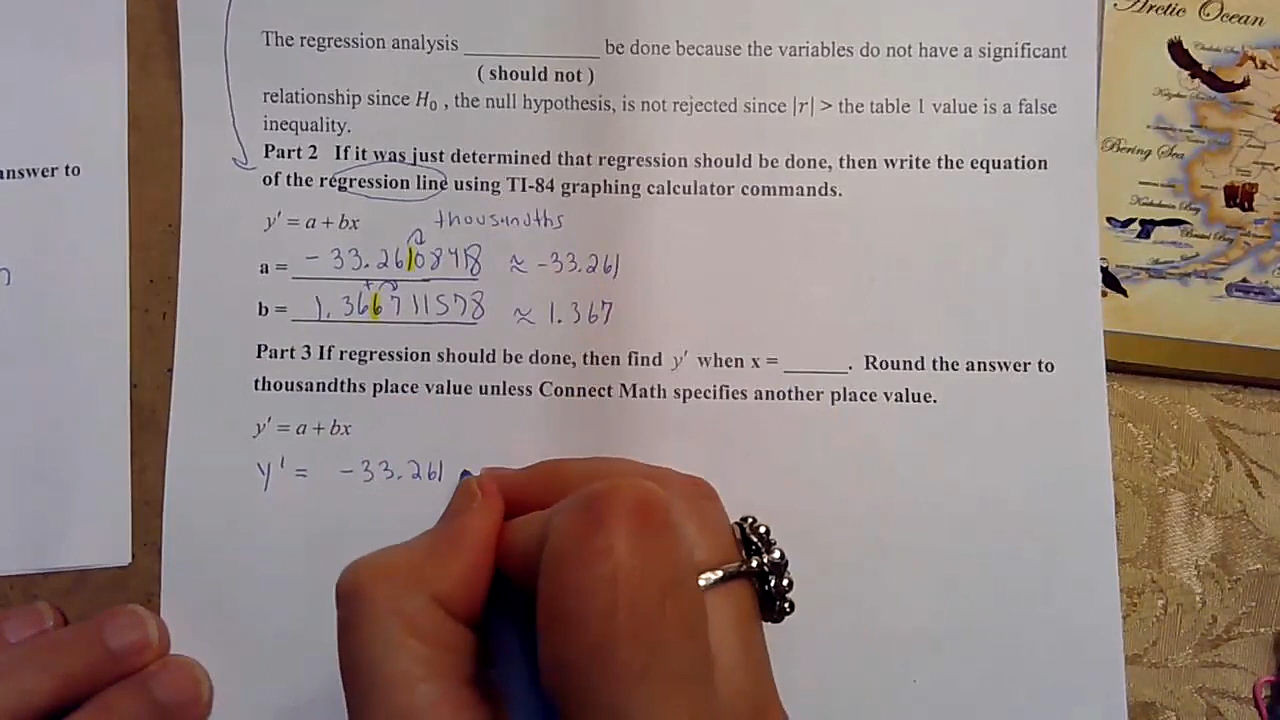 The regression analysis ____________ be done because the variables do not have a significant
( should not )
relationship since H₀ , the null hypothesis, is not rejected since |r| > the table 1 value is a false
inequality.
Part 2 If it was just determined that regression should be done, then write the equation
of the regression line using TI-84 graphing calculator commands.
y' = a + bx thousandths
a = - 33.26108418 ≈ -33.261
b = 1.366711578 ≈ 1.367
Part 3 If regression should be done, then find y' when x = ______. Round the answer to
thousandths place value unless Connect Math specifies another place value.
y' = a + bx
y' = -33.261
answer to
Arctic Ocean
Bering Sea